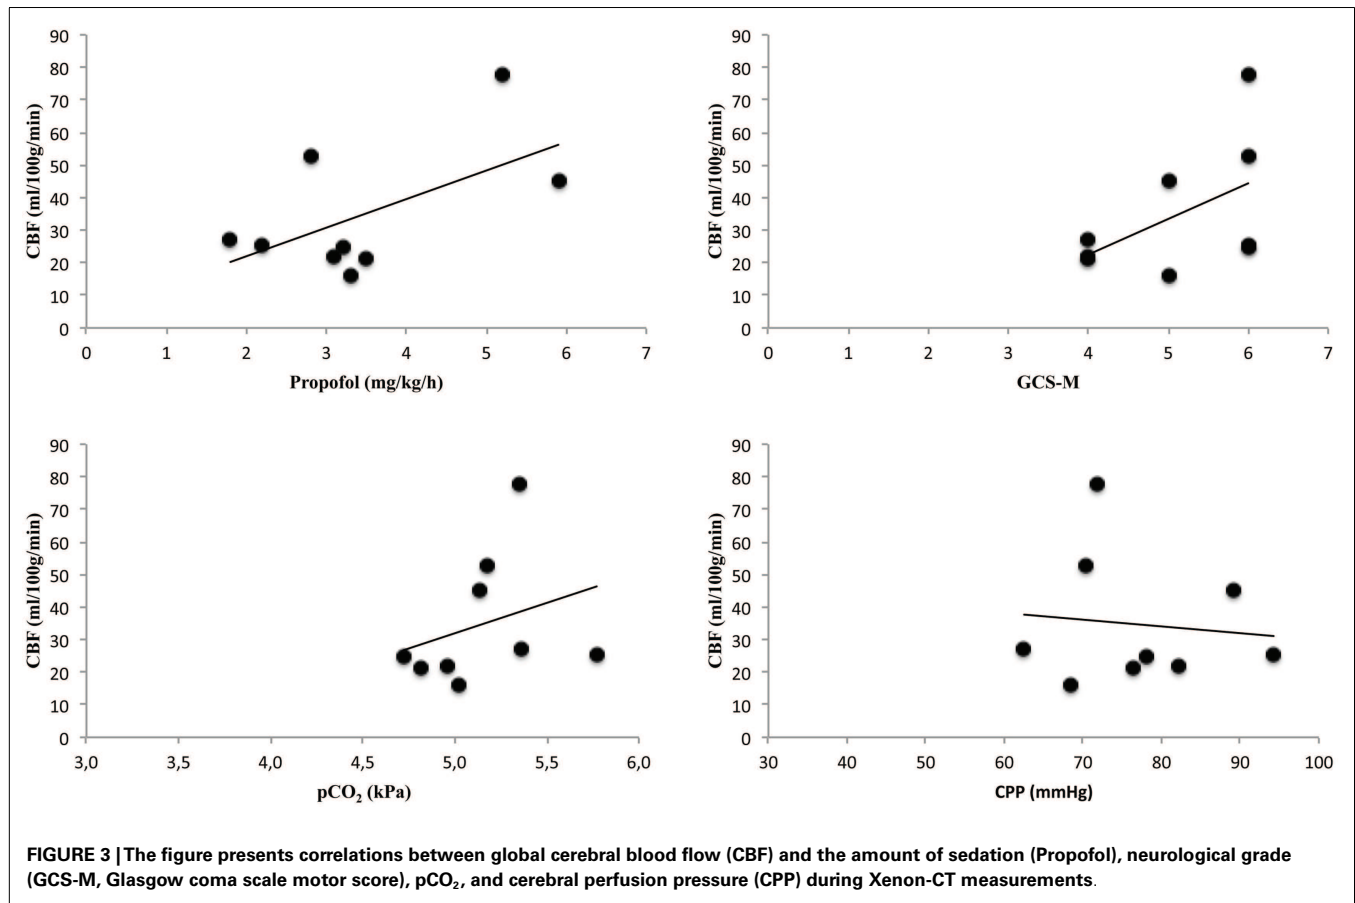 90
80
70
60
50
40
30
20
10
0
CBF (ml/100g/min)
0 1 2 3 4 5 6 7
Propofol (mg/kg/h)
90
80
70
60
50
40
30
20
10
0
CBF (ml/100g/min)
0 1 2 3 4 5 6 7
GCS-M
90
80
70
60
50
40
30
20
10
0
CBF (ml/100g/min)
3,0 3,5 4,0 4,5 5,0 5,5 6,0
pCO₂ (kPa)
90
80
70
60
50
40
30
20
10
0
CBF (ml/100g/min)
30 40 50 60 70 80 90 100
CPP (mmHg)
FIGURE 3 | The figure presents correlations between global cerebral blood flow (CBF) and the amount of sedation (Propofol), neurological grade
(GCS-M, Glasgow coma scale motor score), pCO₂, and cerebral perfusion pressure (CPP) during Xenon-CT measurements.